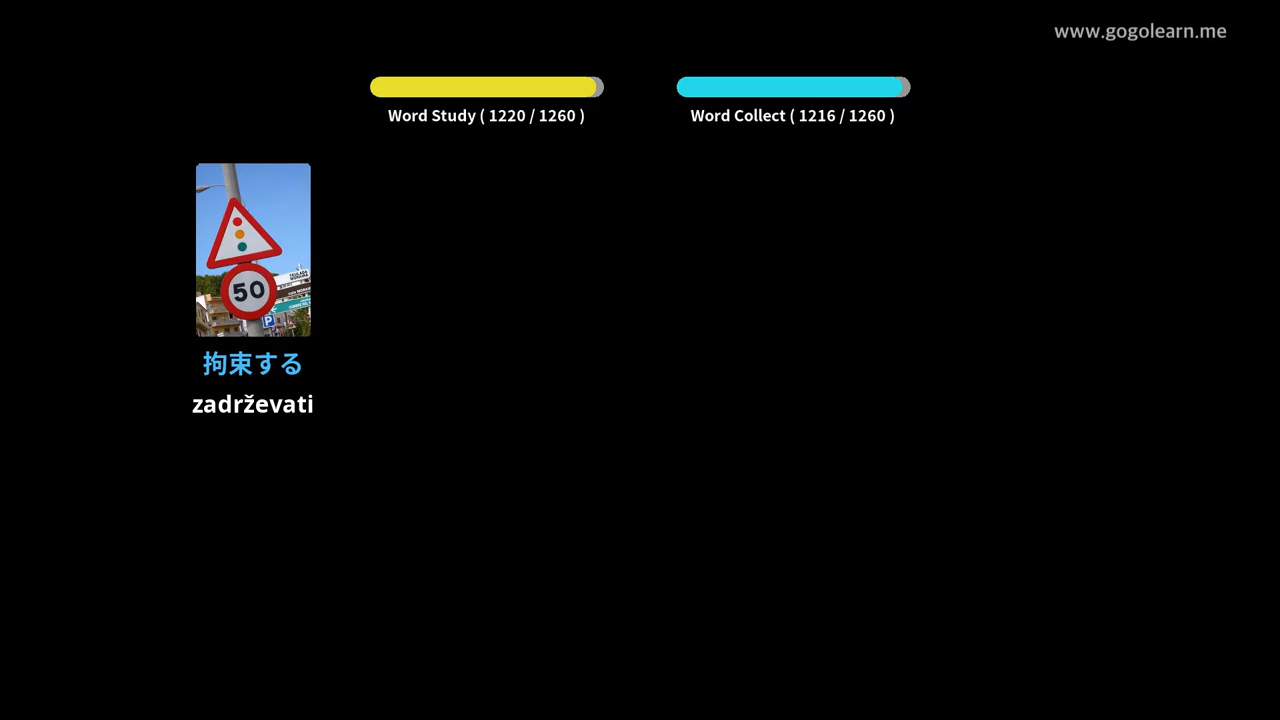 www.gogolearn.me
Word Study ( 1220 / 1260 )
Word Collect ( 1216 / 1260 )
50
P
拘束する
zadrževati